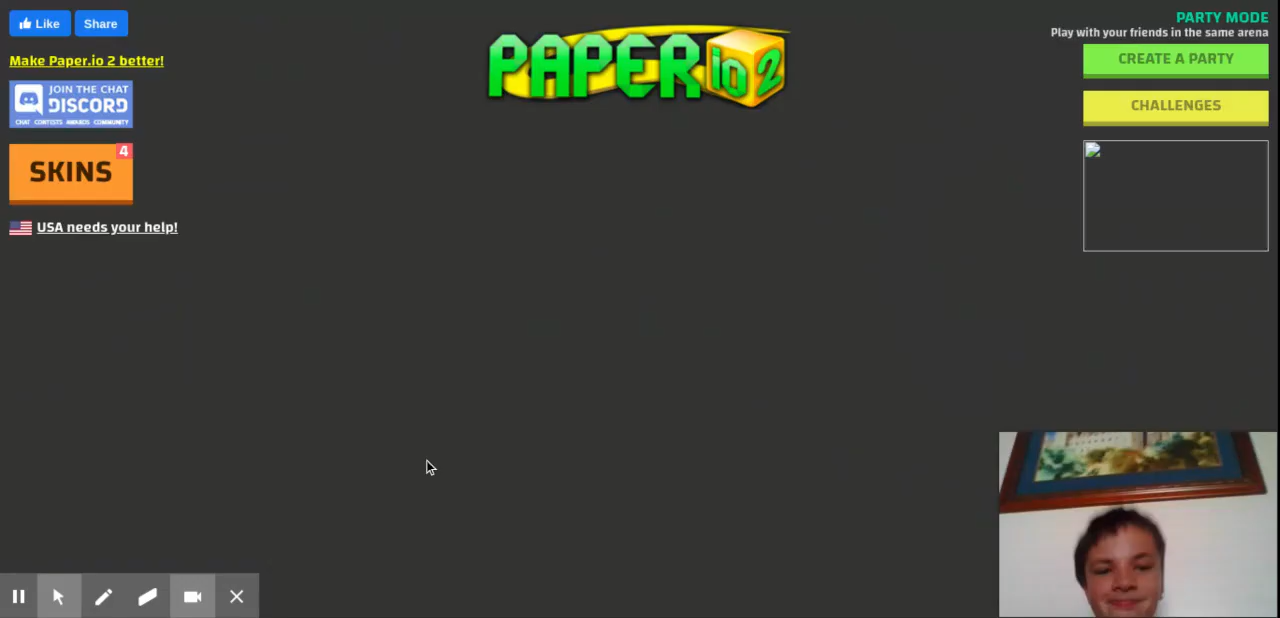 Like Share
Make Paper.io 2 better!
JOIN THE CHAT
DISCORD
CHAT CONTESTS AWARDS COMMUNITY
4
SKINS
USA needs your help!
PAPER io 2
PARTY MODE
Play with your friends in the same arena
CREATE A PARTY
CHALLENGES